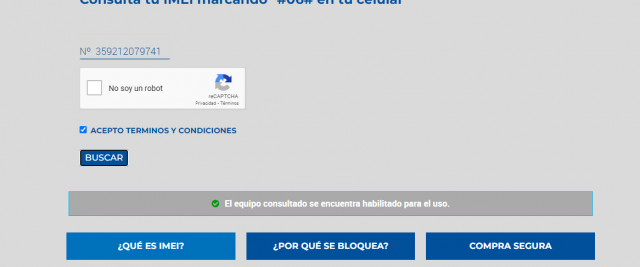 Consulta tu IMEI marcando *#06# en tu celular
Nº 359212079741
No soy un robot
reCAPTCHA
Privacidad - Términos
ACEPTO TERMINOS Y CONDICIONES
BUSCAR
El equipo consultado se encuentra habilitado para el uso.
¿QUÉ ES IMEI?
¿POR QUÉ SE BLOQUEA?
COMPRA SEGURA